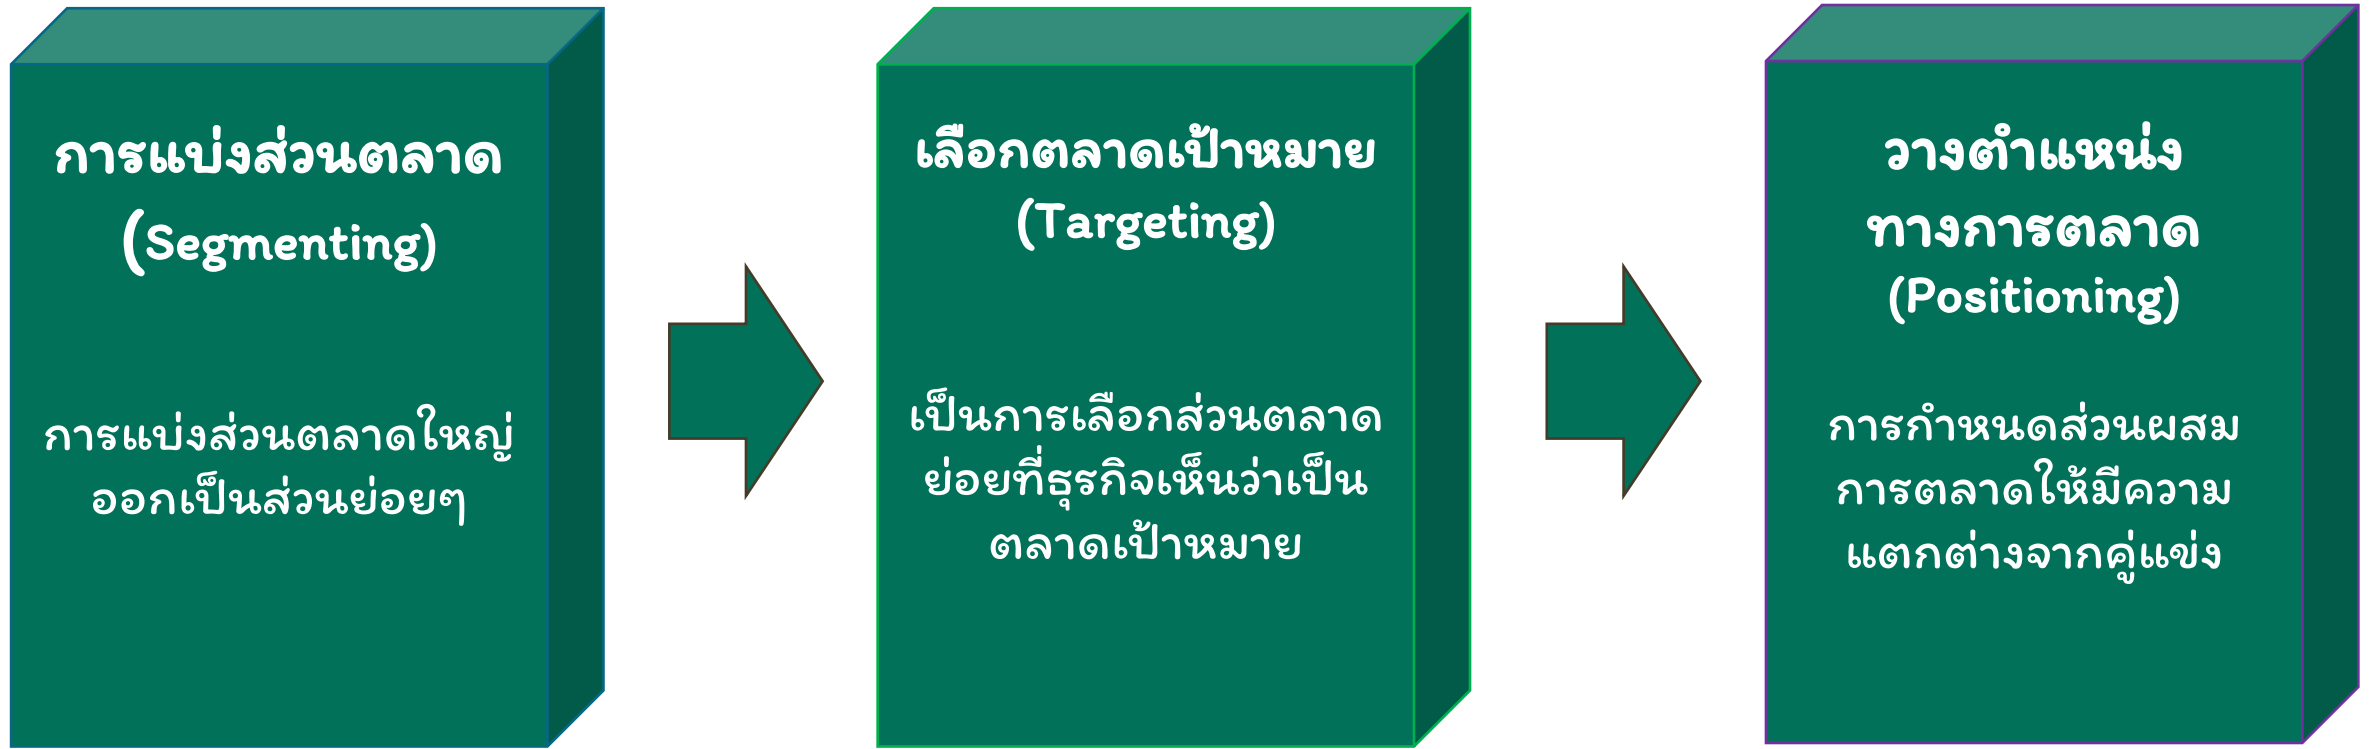 การแบ่งส่วนตลาด
(Segmenting)
การแบ่งส่วนตลาดใหญ่
ออกเป็นส่วนย่อยๆ
เลือกตลาดเป้าหมาย
(Targeting)
เป็นการเลือกส่วนตลาด
ย่อยที่ธุรกิจเห็นว่าเป็น
ตลาดเป้าหมาย
วางตำแหน่ง
ทางการตลาด
(Positioning)
การกำหนดส่วนผสม
การตลาดให้มีความ
แตกต่างจากคู่แข่ง